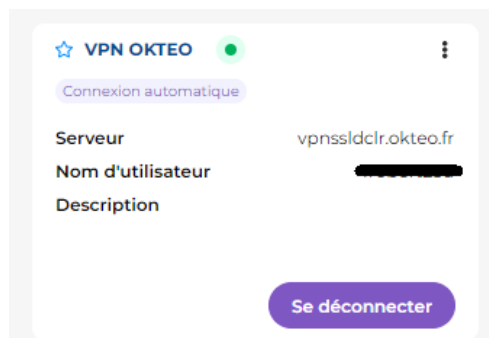 VPN OKTEO
Connexion automatique
Serveur vpnssldclr.okteo.fr
Nom d'utilisateur
Description
Se déconnecter